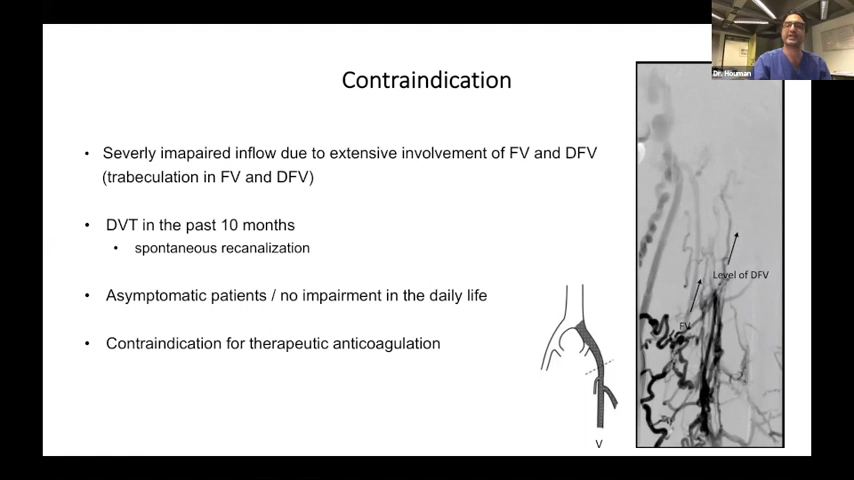 Dr. Houman
Contraindication
• Severly imapaired inflow due to extensive involvement of FV and DFV
(trabeculation in FV and DFV)
• DVT in the past 10 months
• spontaneous recanalization
• Asymptomatic patients / no impairment in the daily life
• Contraindication for therapeutic anticoagulation
Level of DFV
FV
V